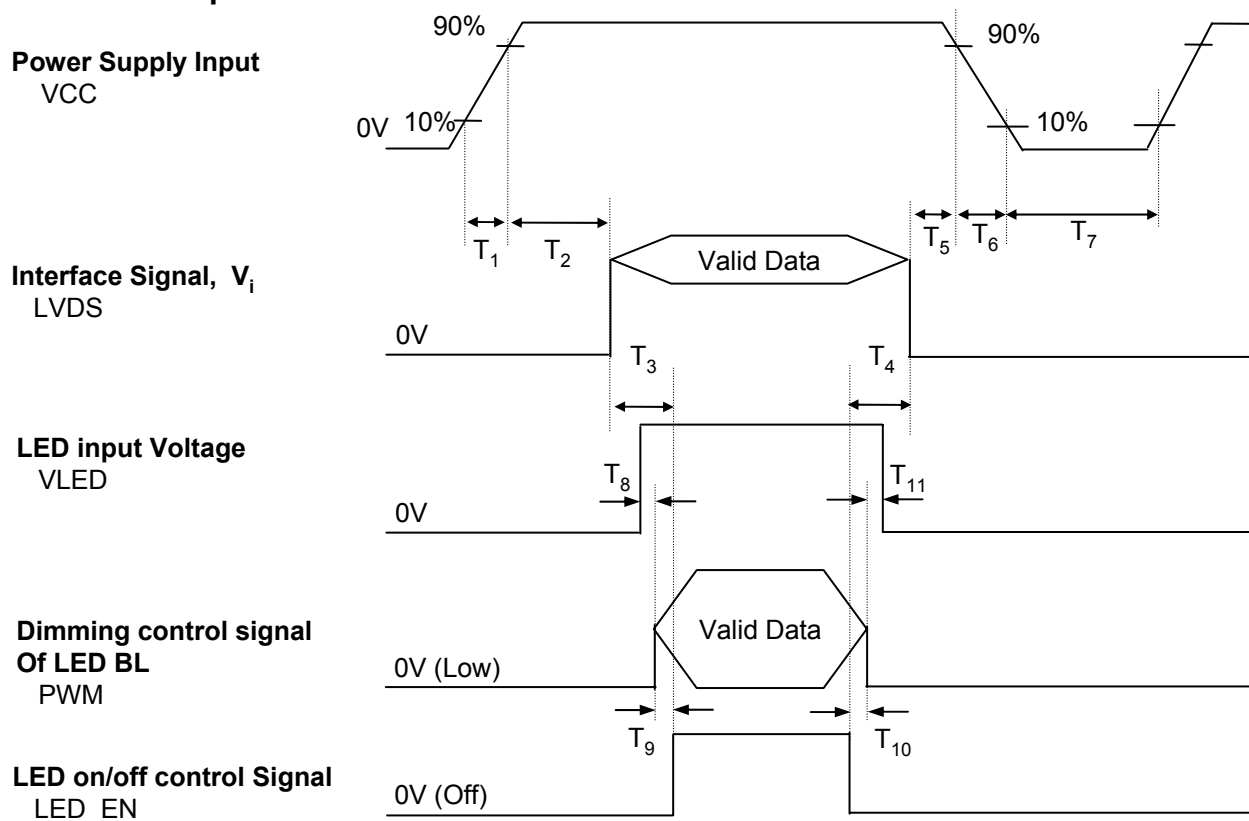 90%
90%
Power Supply Input
VCC
0V
10%
10%
T1
T2
T5
T6
T7
Interface Signal, Vi
LVDS
Valid Data
0V
T3
T4
LED input Voltage
VLED
T8
T11
0V
Dimming control signal
Of LED BL
PWM
Valid Data
0V (Low)
T9
T10
LED on/off control Signal
LED_EN
0V (Off)